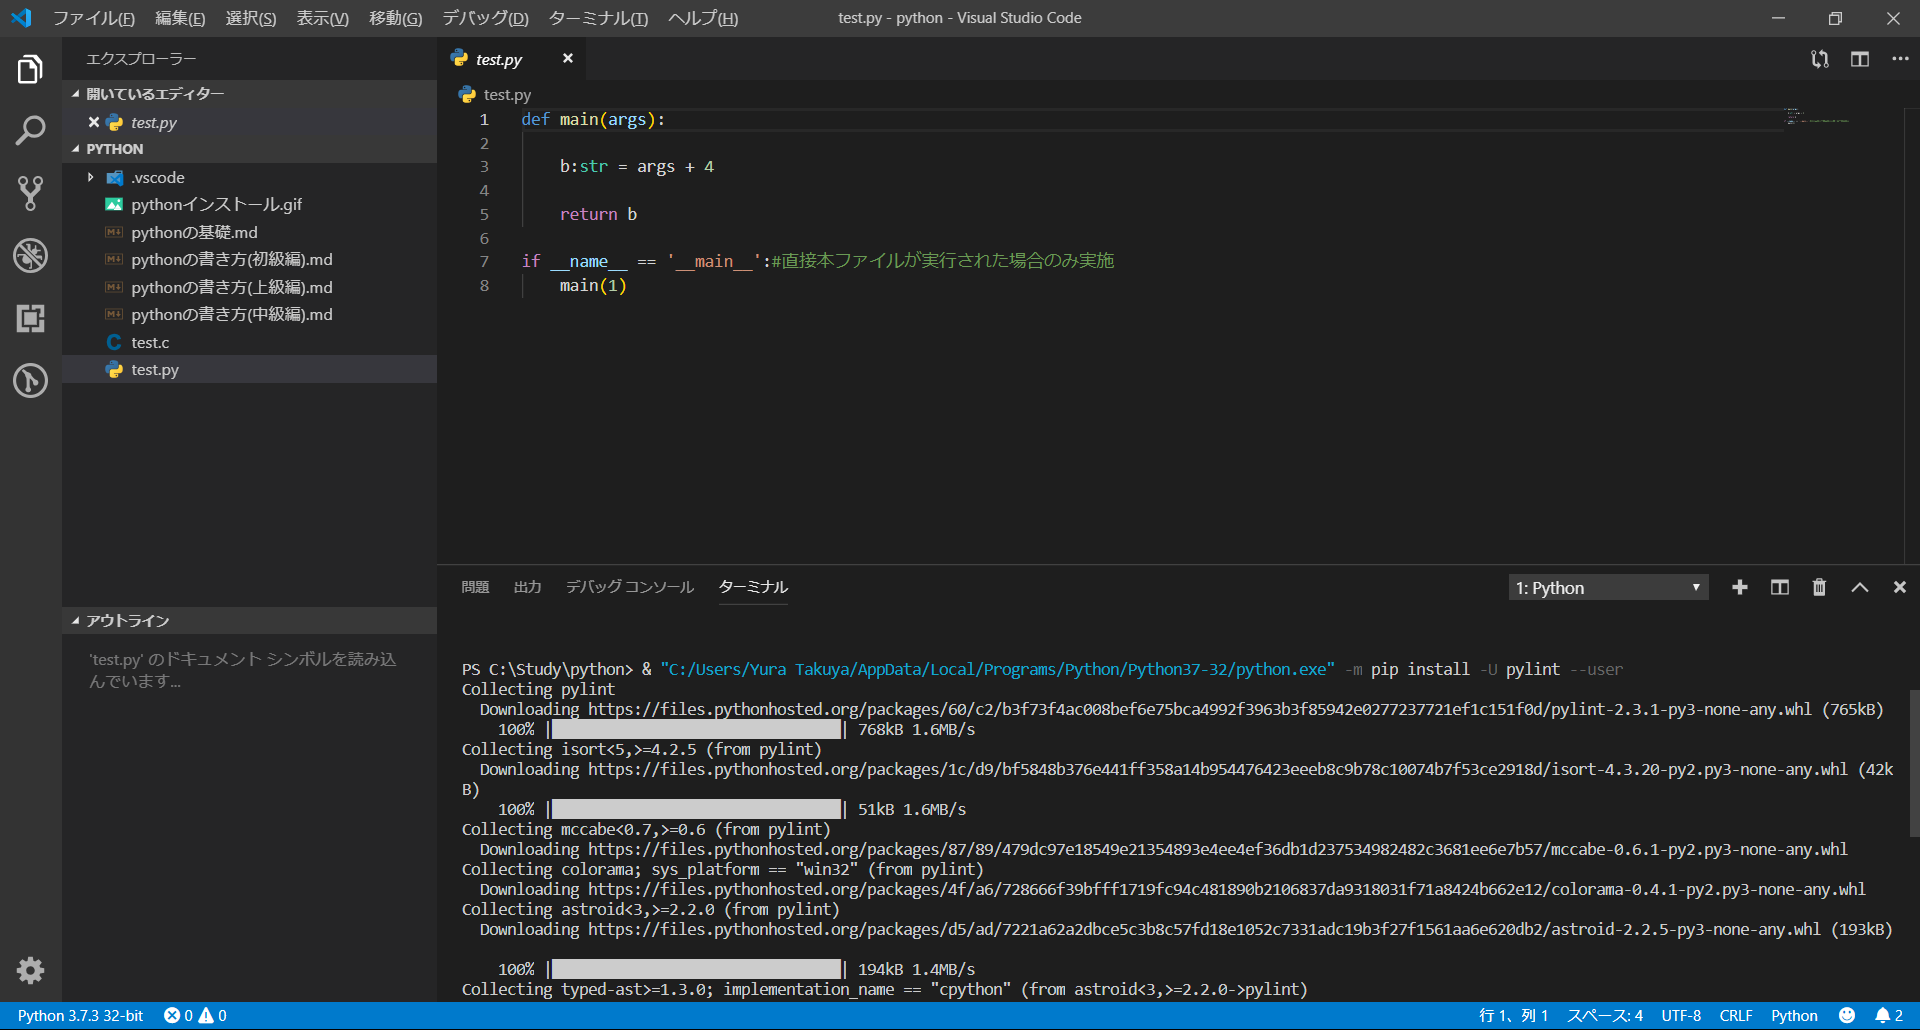 ファイル(F) 編集(E) 選択(S) 表示(V) 移動(G) デバッグ(D) ターミナル(T) ヘルプ(H) test.py - python - Visual Studio Code
エクスプローラー
開いているエディター
test.py
PYTHON
.vscode
pythonインストール.gif
pythonの基礎.md
pythonの書き方(初級編).md
pythonの書き方(上級編).md
pythonの書き方(中級編).md
test.c
test.py
アウトライン
'test.py' のドキュメント シンボルを読み込
んでいます...
test.py
test.py
1 def main(args):
2
3 b:str = args + 4
4
5 return b
6
7 if __name__ == '__main__':#直接本ファイルが実行された場合のみ実施
8 main(1)
問題 出力 デバッグ コンソール ターミナル 1: Python
PS C:\Study\python> & "C:/Users/Yura Takuya/AppData/Local/Programs/Python/Python37-32/python.exe" -m pip install -U pylint --user
Collecting pylint
Downloading https://files.pythonhosted.org/packages/60/c2/b3f73f4ac008bef6e75bca4992f3963b3f85942e0277237721ef1c151f0d/pylint-2.3.1-py3-none-any.whl (765kB)
100% |████████████████████████████████| 768kB 1.6MB/s
Collecting isort<5,>=4.2.5 (from pylint)
Downloading https://files.pythonhosted.org/packages/1c/d9/bf5848b376e441ff358a14b954476423eeeb8c9b78c10074b7f53ce2918d/isort-4.3.20-py2.py3-none-any.whl (42k
B)
100% |████████████████████████████████| 51kB 1.6MB/s
Collecting mccabe<0.7,>=0.6 (from pylint)
Downloading https://files.pythonhosted.org/packages/87/89/479dc97e18549e21354893e4ee4ef36db1d237534982482c3681ee6e7b57/mccabe-0.6.1-py2.py3-none-any.whl
Collecting colorama; sys_platform == "win32" (from pylint)
Downloading https://files.pythonhosted.org/packages/4f/a6/728666f39bfff1719fc94c481890b2106837da9318031f71a8424b662e12/colorama-0.4.1-py2.py3-none-any.whl
Collecting astroid<3,>=2.2.0 (from pylint)
Downloading https://files.pythonhosted.org/packages/d5/ad/7221a62a2dbce5c3b8c57fd18e1052c7331adc19b3f27f1561aa6e620db2/astroid-2.2.5-py3-none-any.whl (193kB)
100% |████████████████████████████████| 194kB 1.4MB/s
Collecting typed-ast>=1.3.0; implementation_name == "cpython" (from astroid<3,>=2.2.0->pylint)
Python 3.7.3 32-bit 0 0 行 1、列 1 スペース: 4 UTF-8 CRLF Python 2